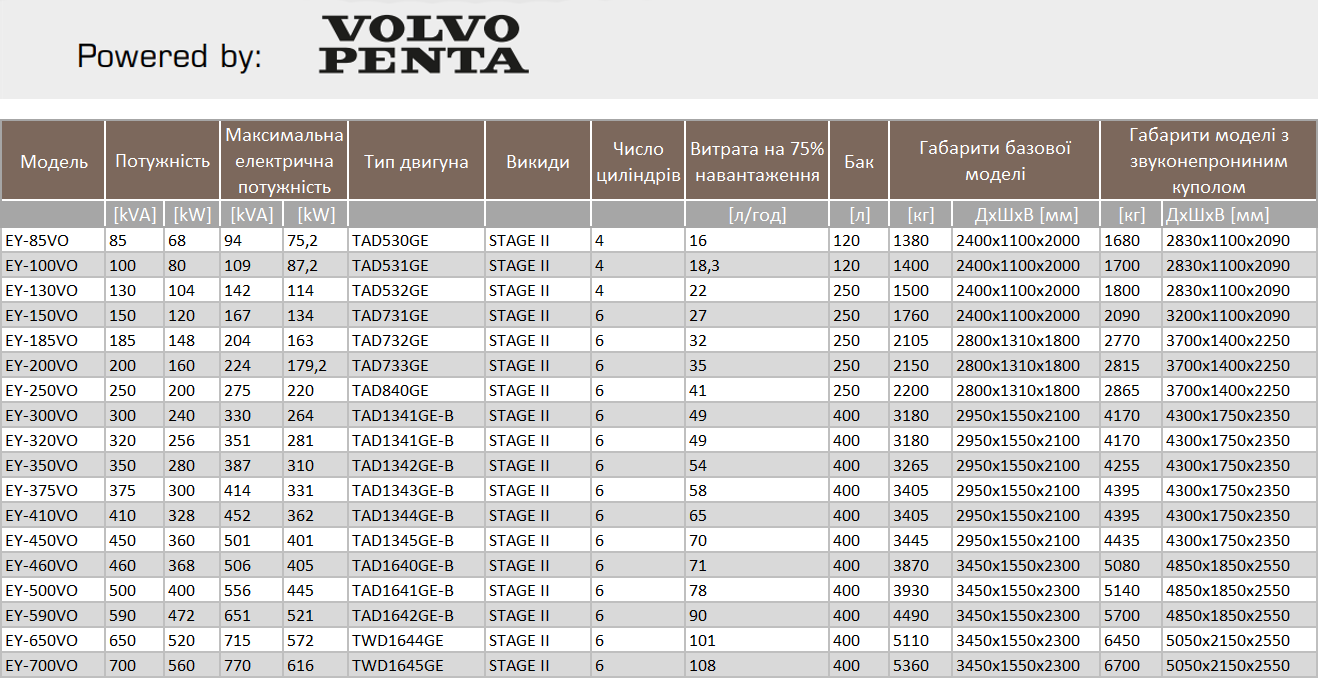 Powered by: VOLVO PENTA
Модель Потужність Максимальна електрична потужність Тип двигуна Викиди Число циліндрів Витрата на 75% навантаження Бак Габарити базової моделі Габарити моделі з звуконепрониним куполом
[kVA] [kW] [kVA] [kW] [л/год] [л] [кг] ДхШхВ [мм] [кг] ДхШхВ [мм]
EY-85VO 85 68 94 75,2 TAD530GE STAGE II 4 16 120 1380 2400x1100x2000 1680 2830x1100x2090
EY-100VO 100 80 109 87,2 TAD531GE STAGE II 4 18,3 120 1400 2400x1100x2000 1700 2830x1100x2090
EY-130VO 130 104 142 114 TAD532GE STAGE II 4 22 250 1500 2400x1100x2000 1800 2830x1100x2090
EY-150VO 150 120 167 134 TAD731GE STAGE II 6 27 250 1760 2400x1100x2000 2090 3200x1100x2090
EY-185VO 185 148 204 163 TAD732GE STAGE II 6 32 250 2105 2800x1310x1800 2770 3700x1400x2250
EY-200VO 200 160 224 179,2 TAD733GE STAGE II 6 35 250 2150 2800x1310x1800 2815 3700x1400x2250
EY-250VO 250 200 275 220 TAD840GE STAGE II 6 41 250 2200 2800x1310x1800 2865 3700x1400x2250
EY-300VO 300 240 330 264 TAD1341GE-B STAGE II 6 49 400 3180 2950x1550x2100 4170 4300x1750x2350
EY-320VO 320 256 351 281 TAD1341GE-B STAGE II 6 49 400 3180 2950x1550x2100 4170 4300x1750x2350
EY-350VO 350 280 387 310 TAD1342GE-B STAGE II 6 54 400 3265 2950x1550x2100 4255 4300x1750x2350
EY-375VO 375 300 414 331 TAD1343GE-B STAGE II 6 58 400 3405 2950x1550x2100 4395 4300x1750x2350
EY-410VO 410 328 452 362 TAD1344GE-B STAGE II 6 65 400 3405 2950x1550x2100 4395 4300x1750x2350
EY-450VO 450 360 501 401 TAD1345GE-B STAGE II 6 70 400 3445 2950x1550x2100 4435 4300x1750x2350
EY-460VO 460 368 506 405 TAD1640GE-B STAGE II 6 71 400 3870 3450x1550x2300 5080 4850x1850x2550
EY-500VO 500 400 556 445 TAD1641GE-B STAGE II 6 78 400 3930 3450x1550x2300 5140 4850x1850x2550
EY-590VO 590 472 651 521 TAD1642GE-B STAGE II 6 90 400 4490 3450x1550x2300 5700 4850x1850x2550
EY-650VO 650 520 715 572 TWD1644GE STAGE II 6 101 400 5110 3450x1550x2300 6450 5050x2150x2550
EY-700VO 700 560 770 616 TWD1645GE STAGE II 6 108 400 5360 3450x1550x2300 6700 5050x2150x2550